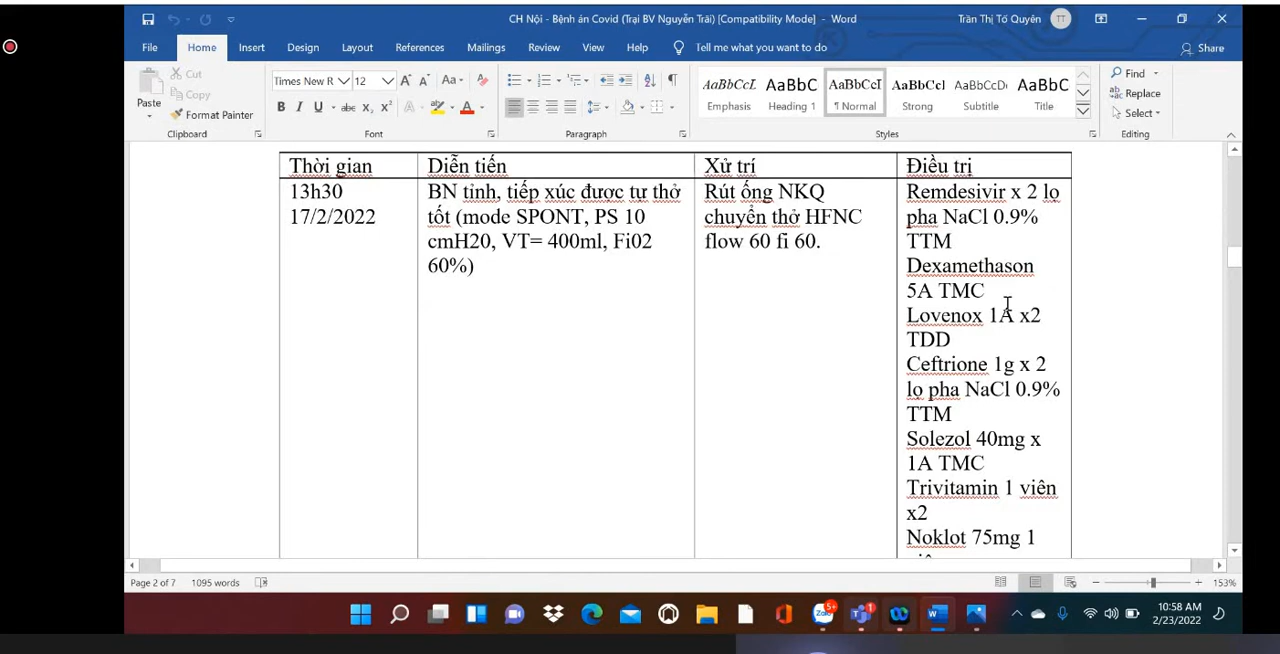 CH Nội - Bệnh án Covid (Trại BV Nguyễn Trãi) [Compatibility Mode] - Word
Trần Thị Tố Quyên
TT
File Home Insert Design Layout References Mailings Review View Help Tell me what you want to do
Share
Paste
Cut
Copy
Format Painter
Clipboard
Times New R 12
Font
Paragraph
AaBbCcI Emphasis
AaBbC Heading 1
AaBbCcI ¶ Normal
AaBbCcI Strong
AaBbCcD Subtitle
AaBbC Title
Styles
Find
Replace
Select
Editing
Thời gian Diễn tiến Xử trí Điều trị
13h30
17/2/2022
BN tỉnh, tiếp xúc được tự thở
tốt (mode SPONT, PS 10
cmH20, VT= 400ml, Fi02
60%)
Rút ống NKQ
chuyển thở HFNC
flow 60 fi 60.
Remdesivir x 2 lọ
pha NaCl 0.9%
TTM
Dexamethason
5A TMC
Lovenox 1A x2
TDD
Ceftrione 1g x 2
lọ pha NaCl 0.9%
TTM
Solezol 40mg x
1A TMC
Trivitamin 1 viên
x2
Noklot 75mg 1
Page 2 of 7 1095 words
153%
5+
1
10:58 AM
2/23/2022